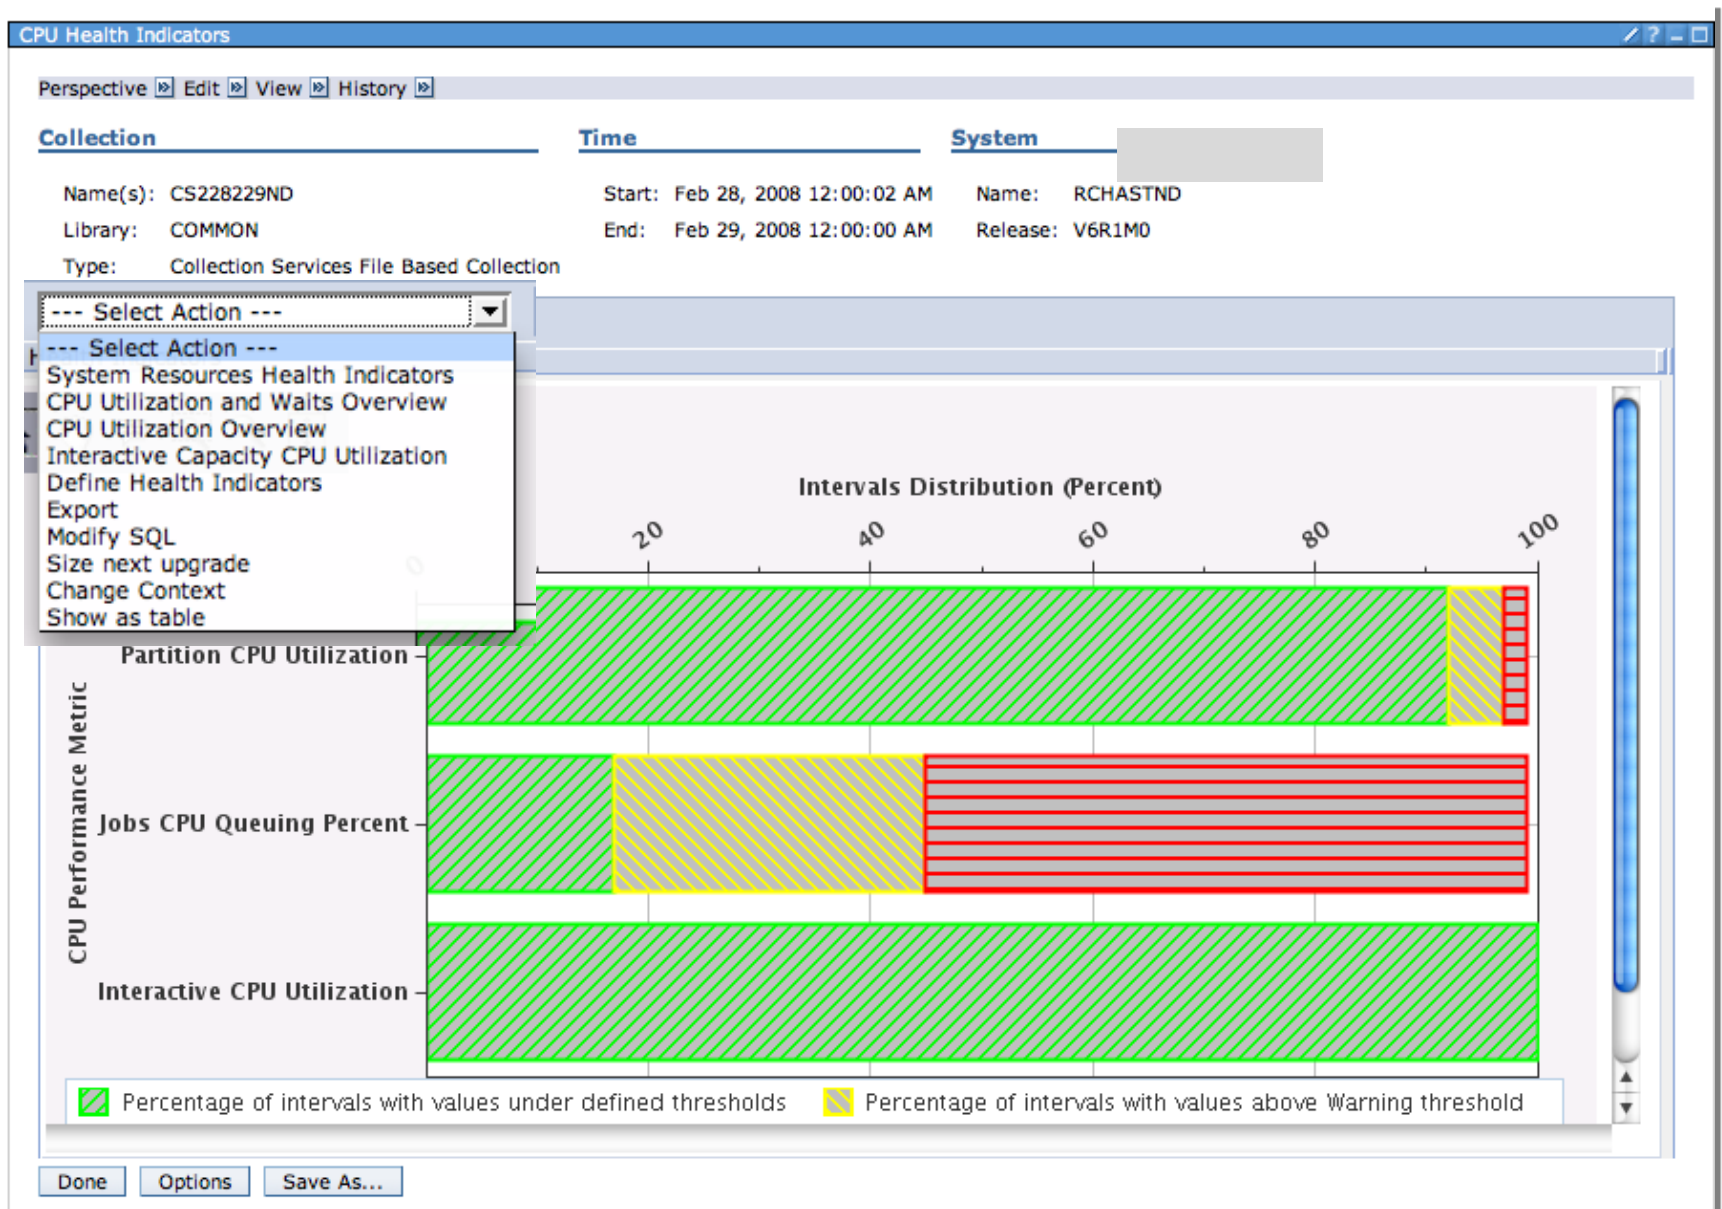 CPU Health Indicators
Perspective Edit View History
Collection Time System
Name(s): CS228229ND Start: Feb 28, 2008 12:00:02 AM Name: RCHASTND
Library: COMMON End: Feb 29, 2008 12:00:00 AM Release: V6R1M0
Type: Collection Services File Based Collection
--- Select Action ---
--- Select Action ---
System Resources Health Indicators
CPU Utilization and Waits Overview
CPU Utilization Overview
Interactive Capacity CPU Utilization
Define Health Indicators
Export
Modify SQL
Size next upgrade
Change Context
Show as table
Intervals Distribution (Percent)
0 20 40 60 80 100
CPU Performance Metric
Partition CPU Utilization
Jobs CPU Queuing Percent
Interactive CPU Utilization
Percentage of intervals with values under defined thresholds Percentage of intervals with values above Warning threshold
Done Options Save As...